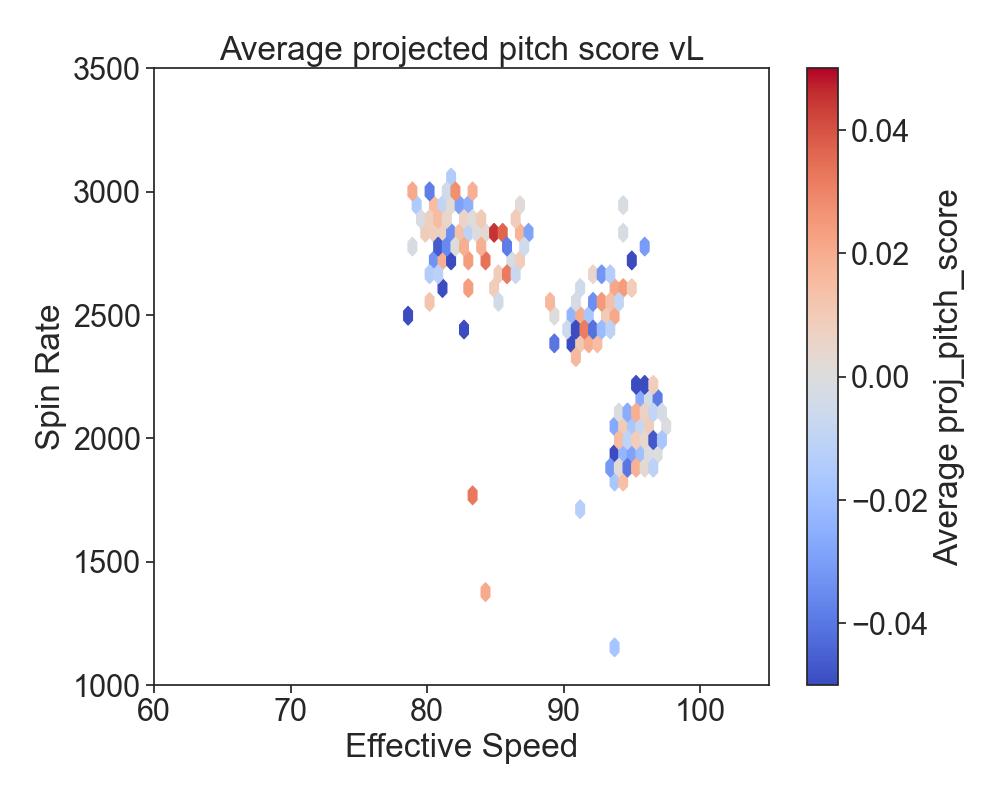 Average projected pitch score vL
3500
3000
2500
2000
1500
1000
Spin Rate
60 70 80 90 100
Effective Speed
0.04
0.02
0.00
−0.02
−0.04
Average proj_pitch_score